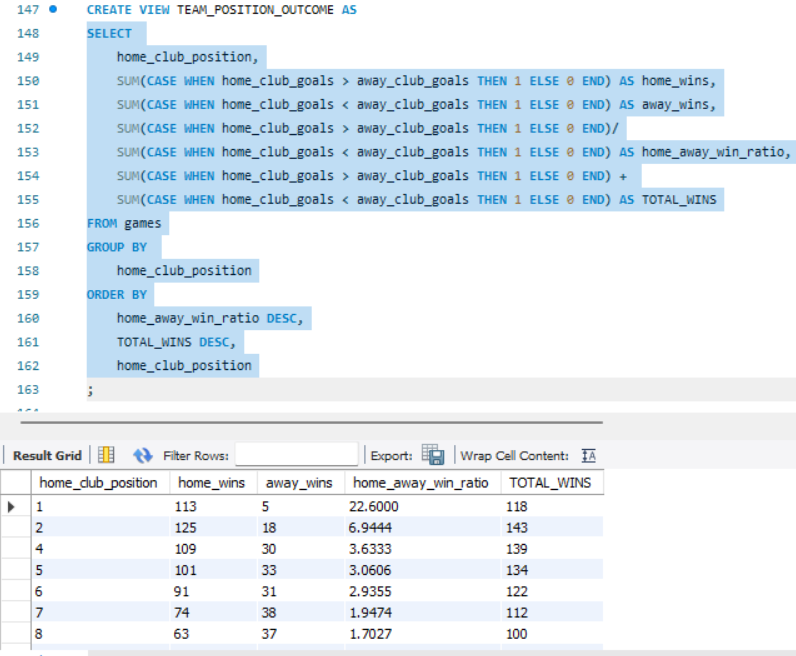 147 CREATE VIEW TEAM_POSITION_OUTCOME AS
148 SELECT
149 home_club_position,
150 SUM(CASE WHEN home_club_goals > away_club_goals THEN 1 ELSE 0 END) AS home_wins,
151 SUM(CASE WHEN home_club_goals < away_club_goals THEN 1 ELSE 0 END) AS away_wins,
152 SUM(CASE WHEN home_club_goals > away_club_goals THEN 1 ELSE 0 END)/
153 SUM(CASE WHEN home_club_goals < away_club_goals THEN 1 ELSE 0 END) AS home_away_win_ratio,
154 SUM(CASE WHEN home_club_goals > away_club_goals THEN 1 ELSE 0 END) +
155 SUM(CASE WHEN home_club_goals < away_club_goals THEN 1 ELSE 0 END) AS TOTAL_WINS
156 FROM games
157 GROUP BY
158 home_club_position
159 ORDER BY
160 home_away_win_ratio DESC,
161 TOTAL_WINS DESC,
162 home_club_position
163 ;
Result Grid Filter Rows: Export: Wrap Cell Content:
home_club_position home_wins away_wins home_away_win_ratio TOTAL_WINS
1 113 5 22.6000 118
2 125 18 6.9444 143
4 109 30 3.6333 139
5 101 33 3.0606 134
6 91 31 2.9355 122
7 74 38 1.9474 112
8 63 37 1.7027 100